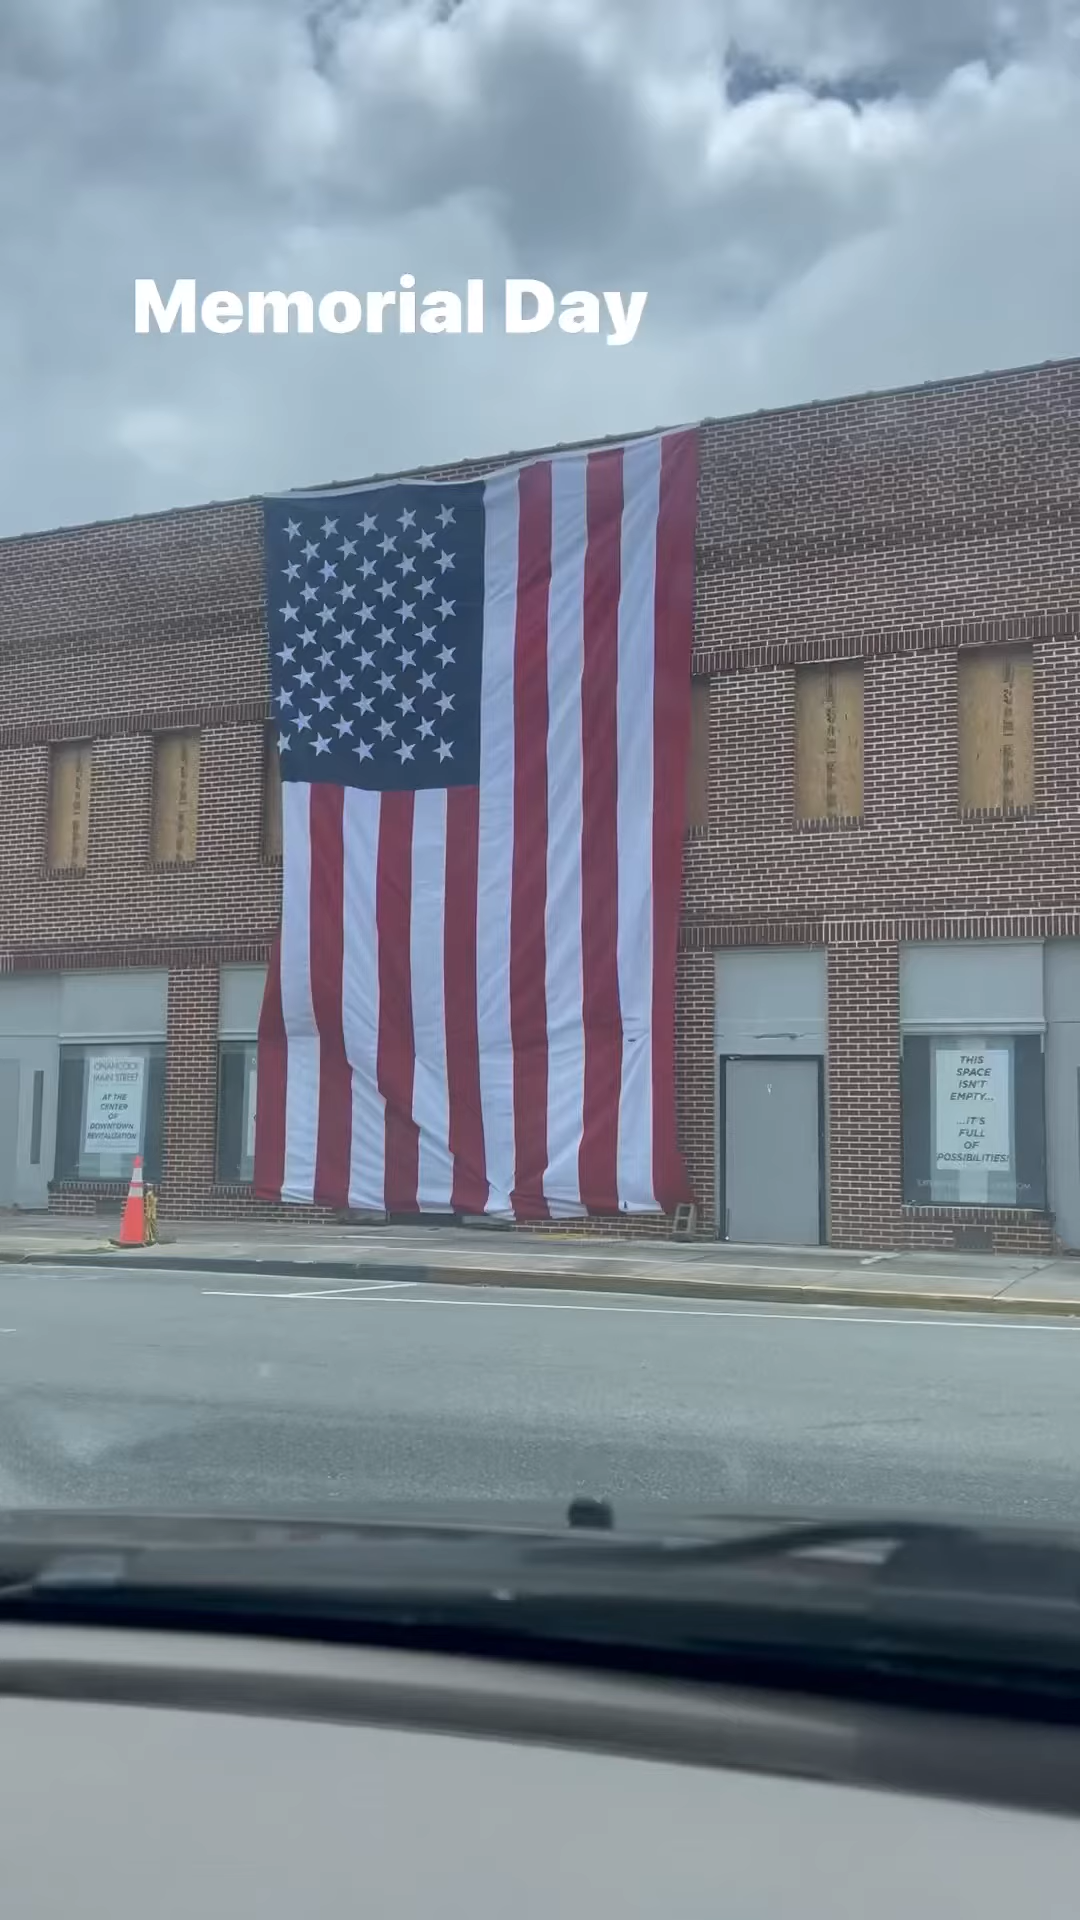 Memorial Day
ONANCOCK
MAIN STREET
AT THE
CENTER
OF
DOWNTOWN
REVITALIZATION
THIS
SPACE
ISN'T
EMPTY...
...IT'S
FULL
OF
POSSIBILITIES!